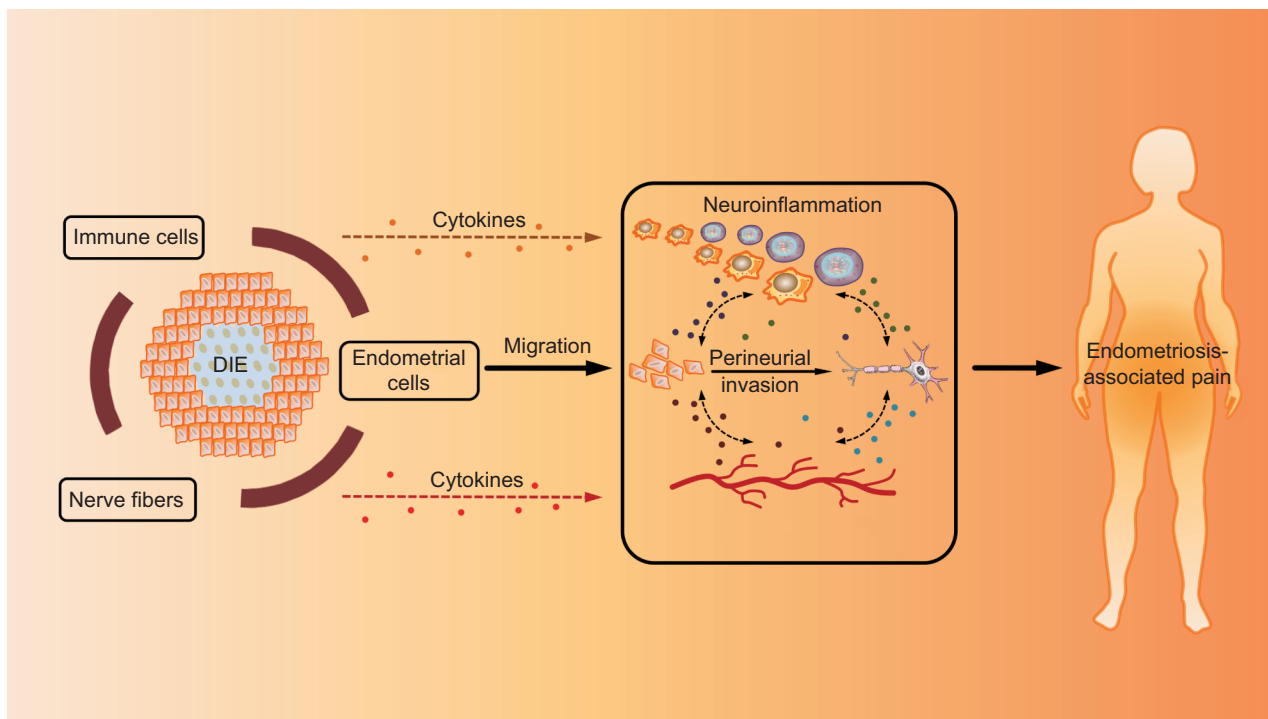 Immune cells
DIE
Endometrial
cells
Nerve fibers
Cytokines
Migration
Cytokines
Neuroinflammation
Perineurial
invasion
Endometriosis-
associated pain